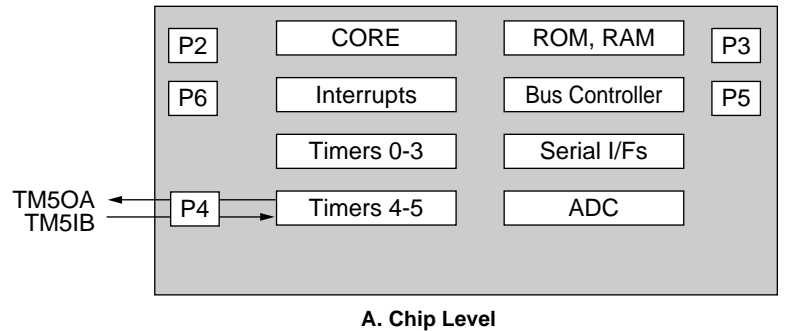 P2 CORE ROM, RAM P3
P6 Interrupts Bus Controller P5
Timers 0-3 Serial I/Fs
TM5OA
TM5IB
P4 Timers 4-5 ADC
A. Chip Level